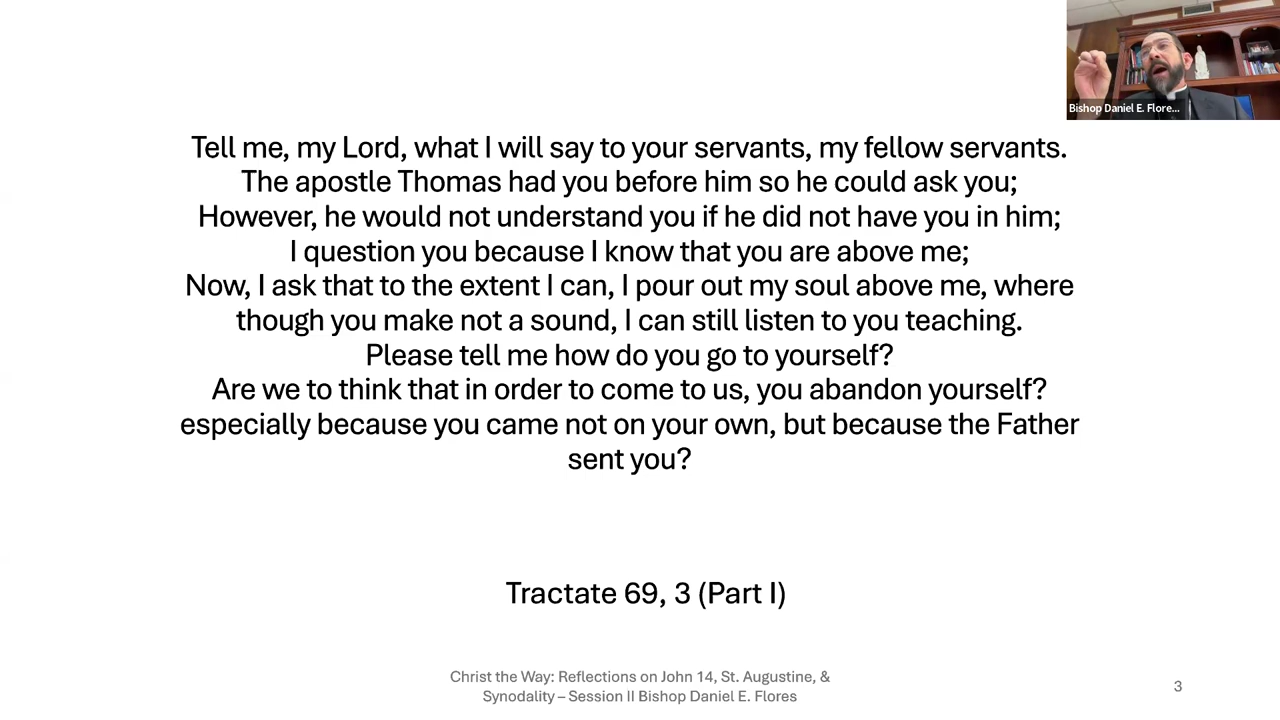 Bishop Daniel E. Flore...
Tell me, my Lord, what I will say to your servants, my fellow servants.
The apostle Thomas had you before him so he could ask you;
However, he would not understand you if he did not have you in him;
I question you because I know that you are above me;
Now, I ask that to the extent I can, I pour out my soul above me, where
though you make not a sound, I can still listen to you teaching.
Please tell me how do you go to yourself?
Are we to think that in order to come to us, you abandon yourself?
especially because you came not on your own, but because the Father
sent you?
Tractate 69, 3 (Part I)
Christ the Way: Reflections on John 14, St. Augustine, &
Synodality – Session II Bishop Daniel E. Flores
3